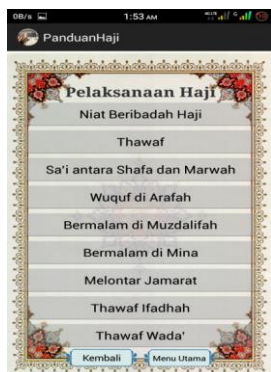 0B/s 1:53 AM
PanduanHaji
Pelaksanaan Haji
Niat Beribadah Haji
Thawaf
Sa'i antara Shafa dan Marwah
Wuquf di Arafah
Bermalam di Muzdalifah
Bermalam di Mina
Melontar Jamarat
Thawaf Ifadhah
Thawaf Wada'
Kembali Menu Utama